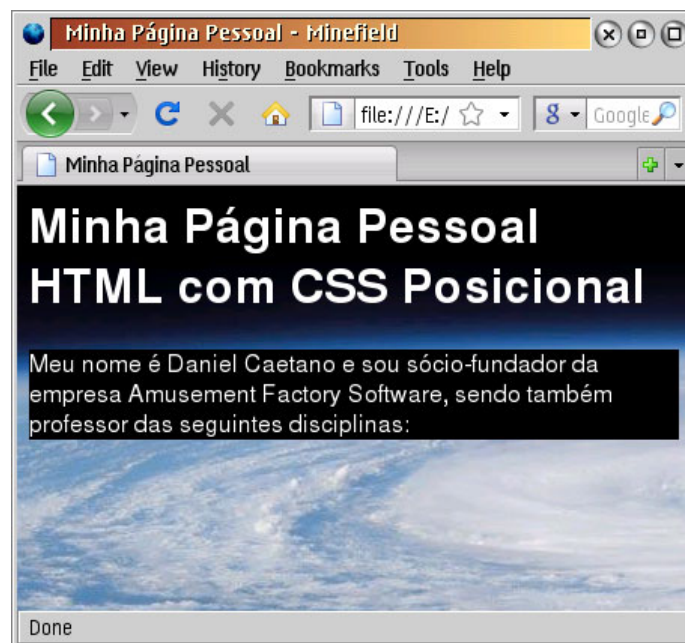 Minha Página Pessoal - Minefield
File Edit View History Bookmarks Tools Help
file:///E:/ 8 Google
Minha Página Pessoal
Minha Página Pessoal
HTML com CSS Posicional
Meu nome é Daniel Caetano e sou sócio-fundador da
empresa Amusement Factory Software, sendo também
professor das seguintes disciplinas:
Done